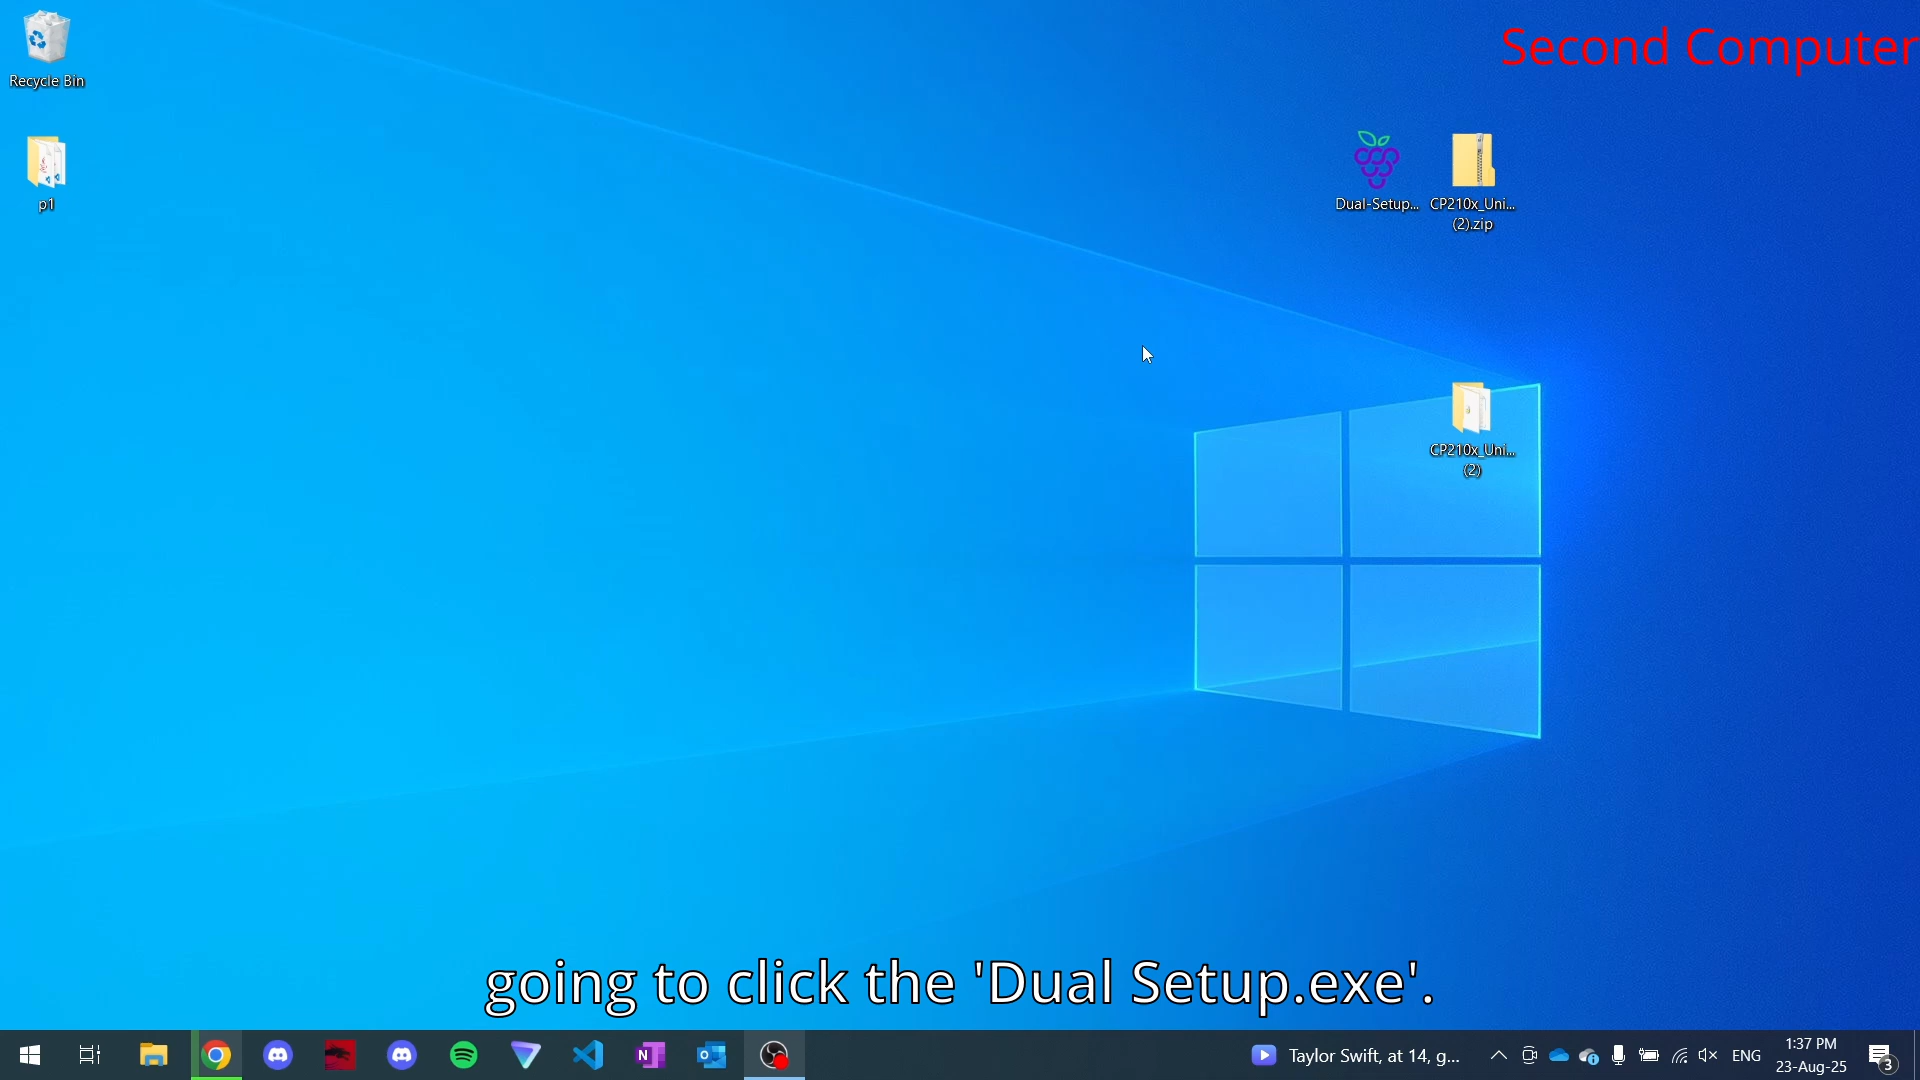 Second Computer
Recycle Bin
p1
Dual-Setup...
CP210x_Uni...
(2).zip
CP210x_Uni...
(2)
going to click the 'Dual Setup.exe'.
Taylor Swift, at 14, g...
ENG
1:37 PM
23-Aug-25
3